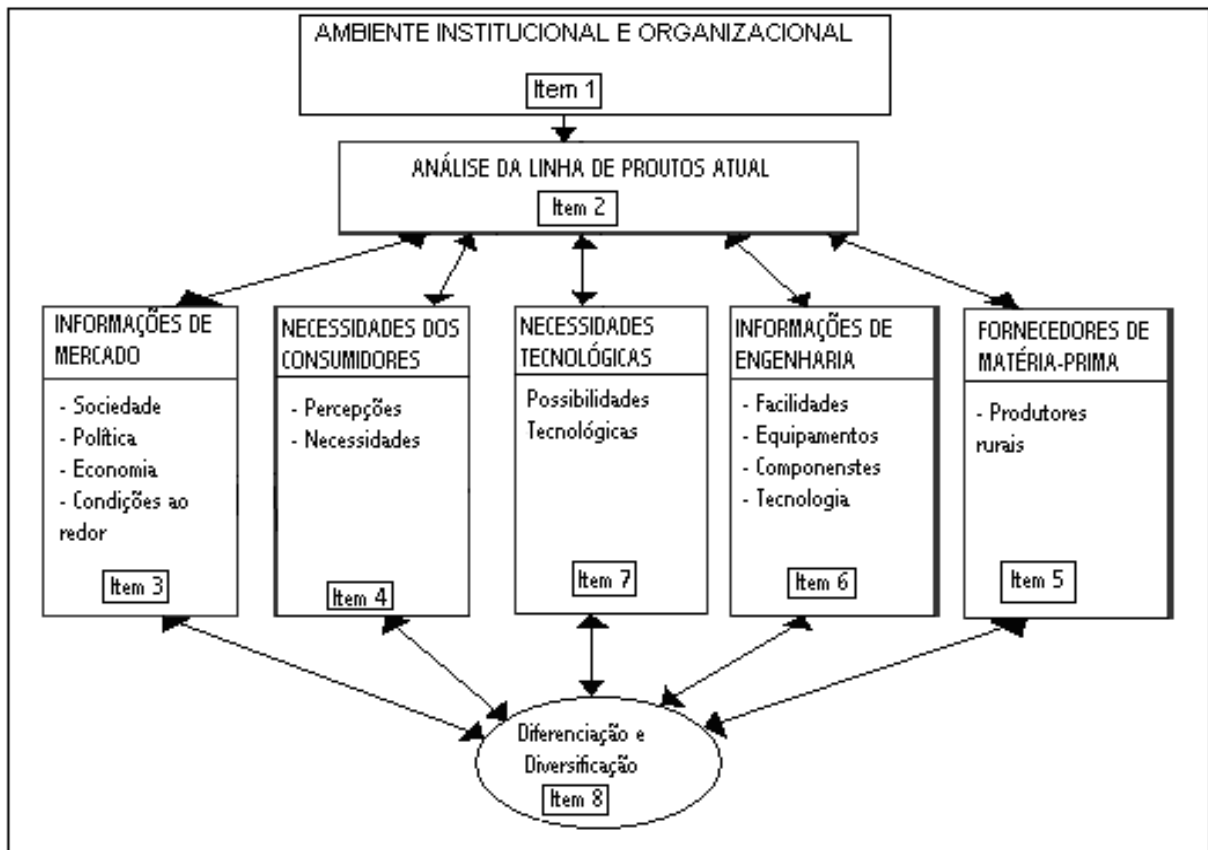 AMBIENTE INSTITUCIONAL E ORGANIZACIONAL
Item 1
ANÁLISE DA LINHA DE PROUTOS ATUAL
Item 2
INFORMAÇÕES DE
MERCADO
- Sociedade
- Política
- Economia
- Condições ao
redor
Item 3
NECESSIDADES DOS
CONSUMIDORES
- Percepções
- Necessidades
Item 4
NECESSIDADES
TECNOLÓGICAS
Possibilidades
Tecnológicas
Item 7
INFORMAÇÕES DE
ENGENHARIA
- Facilidades
- Equipamentos
- Componenstes
- Tecnologia
Item 6
FORNECEDORES DE
MATÉRIA-PRIMA
- Produtores
rurais
Item 5
Diferenciação e
Diversificação
Item 8